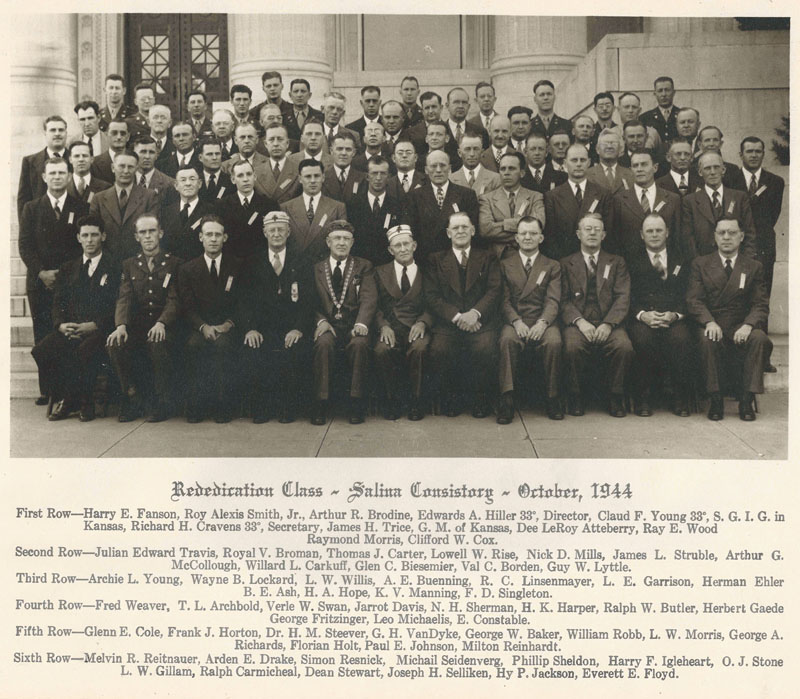 Rededication Class ~ Salina Consistory ~ October, 1944
First Row—Harry E. Fanson, Roy Alexis Smith, Jr., Arthur R. Brodine, Edwards A. Hiller 33°, Director, Claud F. Young 33°, S. G. I. G. in
Kansas, Richard H. Cravens 33°, Secretary, James H. Trice, G. M. of Kansas, Dee LeRoy Atteberry, Ray E. Wood
Raymond Morris, Clifford W. Cox.
Second Row—Julian Edward Travis, Royal V. Broman, Thomas J. Carter, Lowell W. Rise, Nick D. Mills, James L. Struble, Arthur G.
McCollough, Willard L. Carkuff, Glen C. Biesemier, Val C. Borden, Guy W. Lyttle.
Third Row—Archie L. Young, Wayne B. Lockard, L. W. Willis, A. E. Buenning, R. C. Linsenmayer, L. E. Garrison, Herman Ehler
B. E. Ash, H. A. Hope, K. V. Manning, F. D. Singleton.
Fourth Row—Fred Weaver, T. L. Archbold, Verle W. Swan, Jarrot Davis, N. H. Sherman, H. K. Harper, Ralph W. Butler, Herbert Gaede
George Fritzinger, Leo Michaelis, E. Constable.
Fifth Row—Glenn E. Cole, Frank J. Horton, Dr. H. M. Steever, G. H. VanDyke, George W. Baker, William Robb, L. W. Morris, George A.
Richards, Florian Holt, Paul E. Johnson, Milton Reinhardt.
Sixth Row—Melvin R. Reitnauer, Arden E. Drake, Simon Resnick, Michail Seidenverg, Phillip Sheldon, Harry F. Igleheart, O. J. Stone
L. W. Gillam, Ralph Carmicheal, Dean Stewart, Joseph H. Selliken, Hy P. Jackson, Everett E. Floyd.